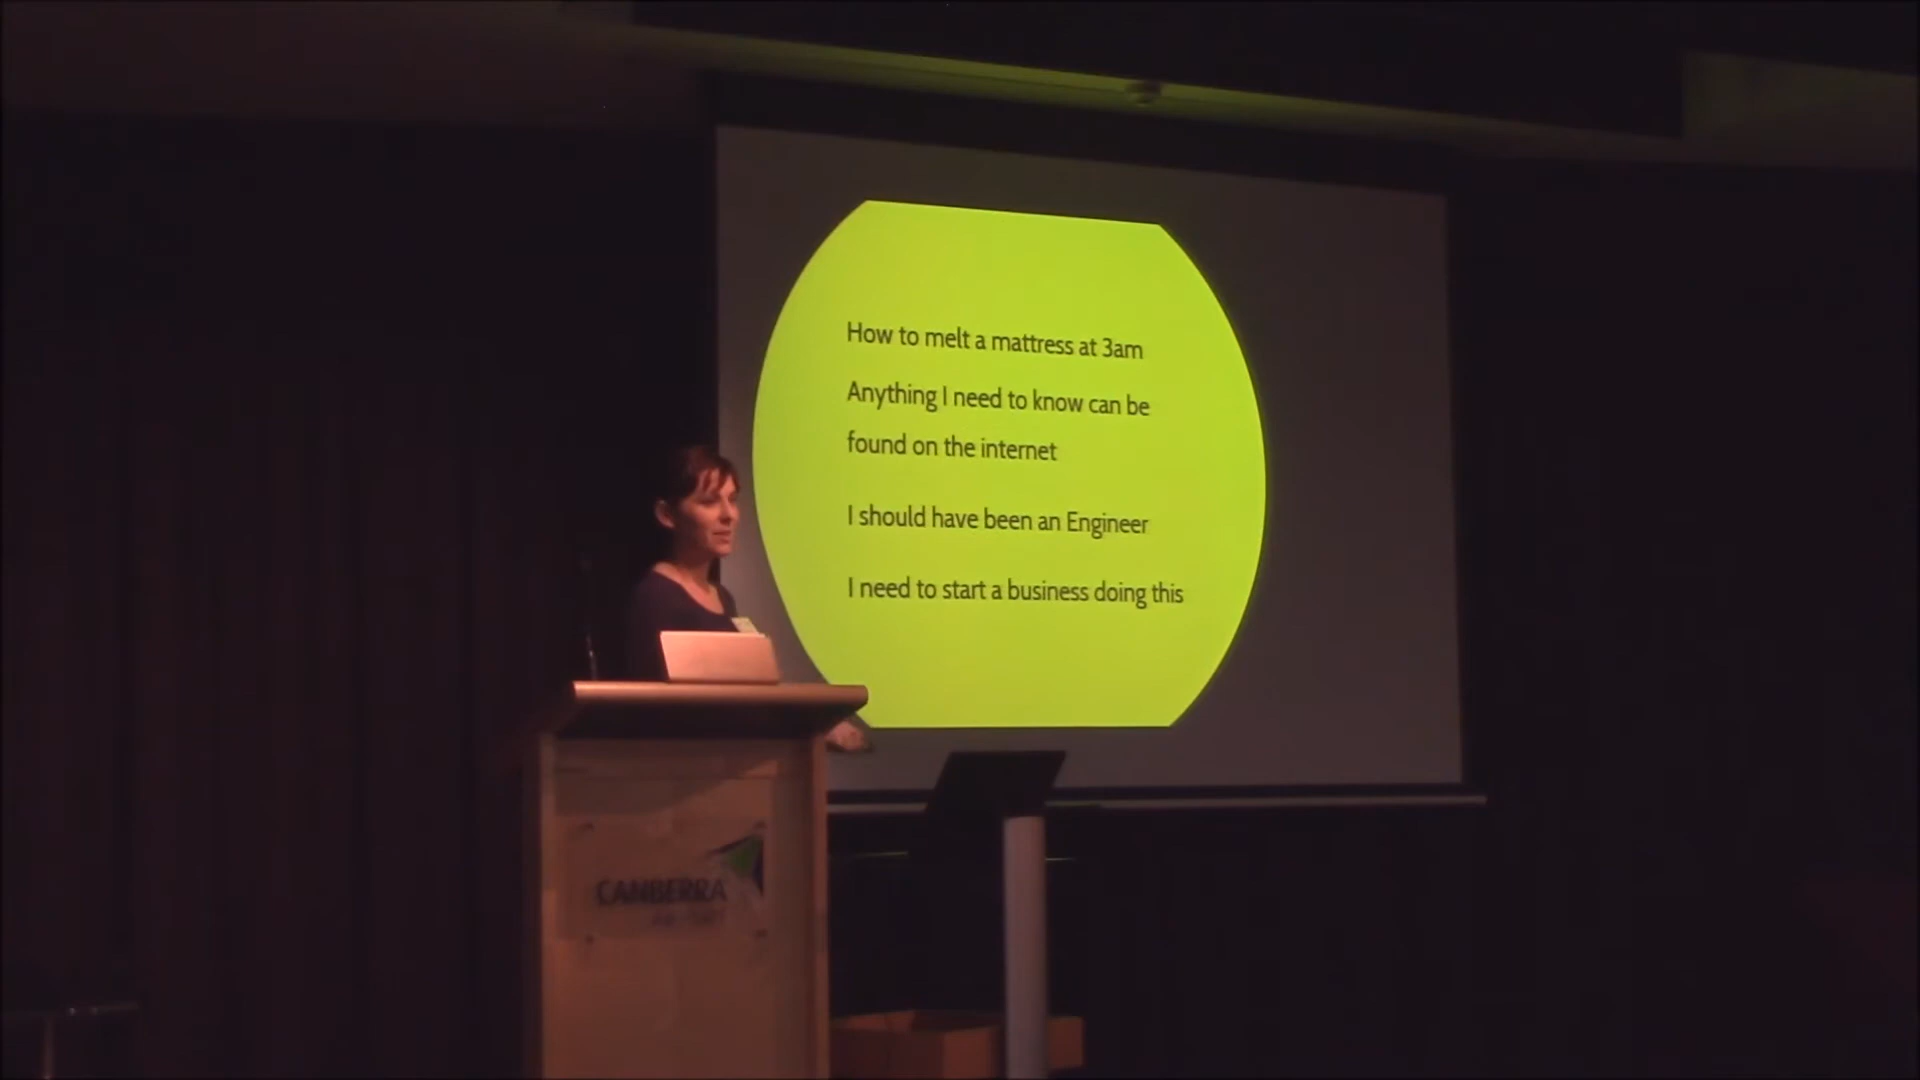 How to melt a mattress at 3am
Anything I need to know can be
found on the internet
I should have been an Engineer
I need to start a business doing this
CANBERRA